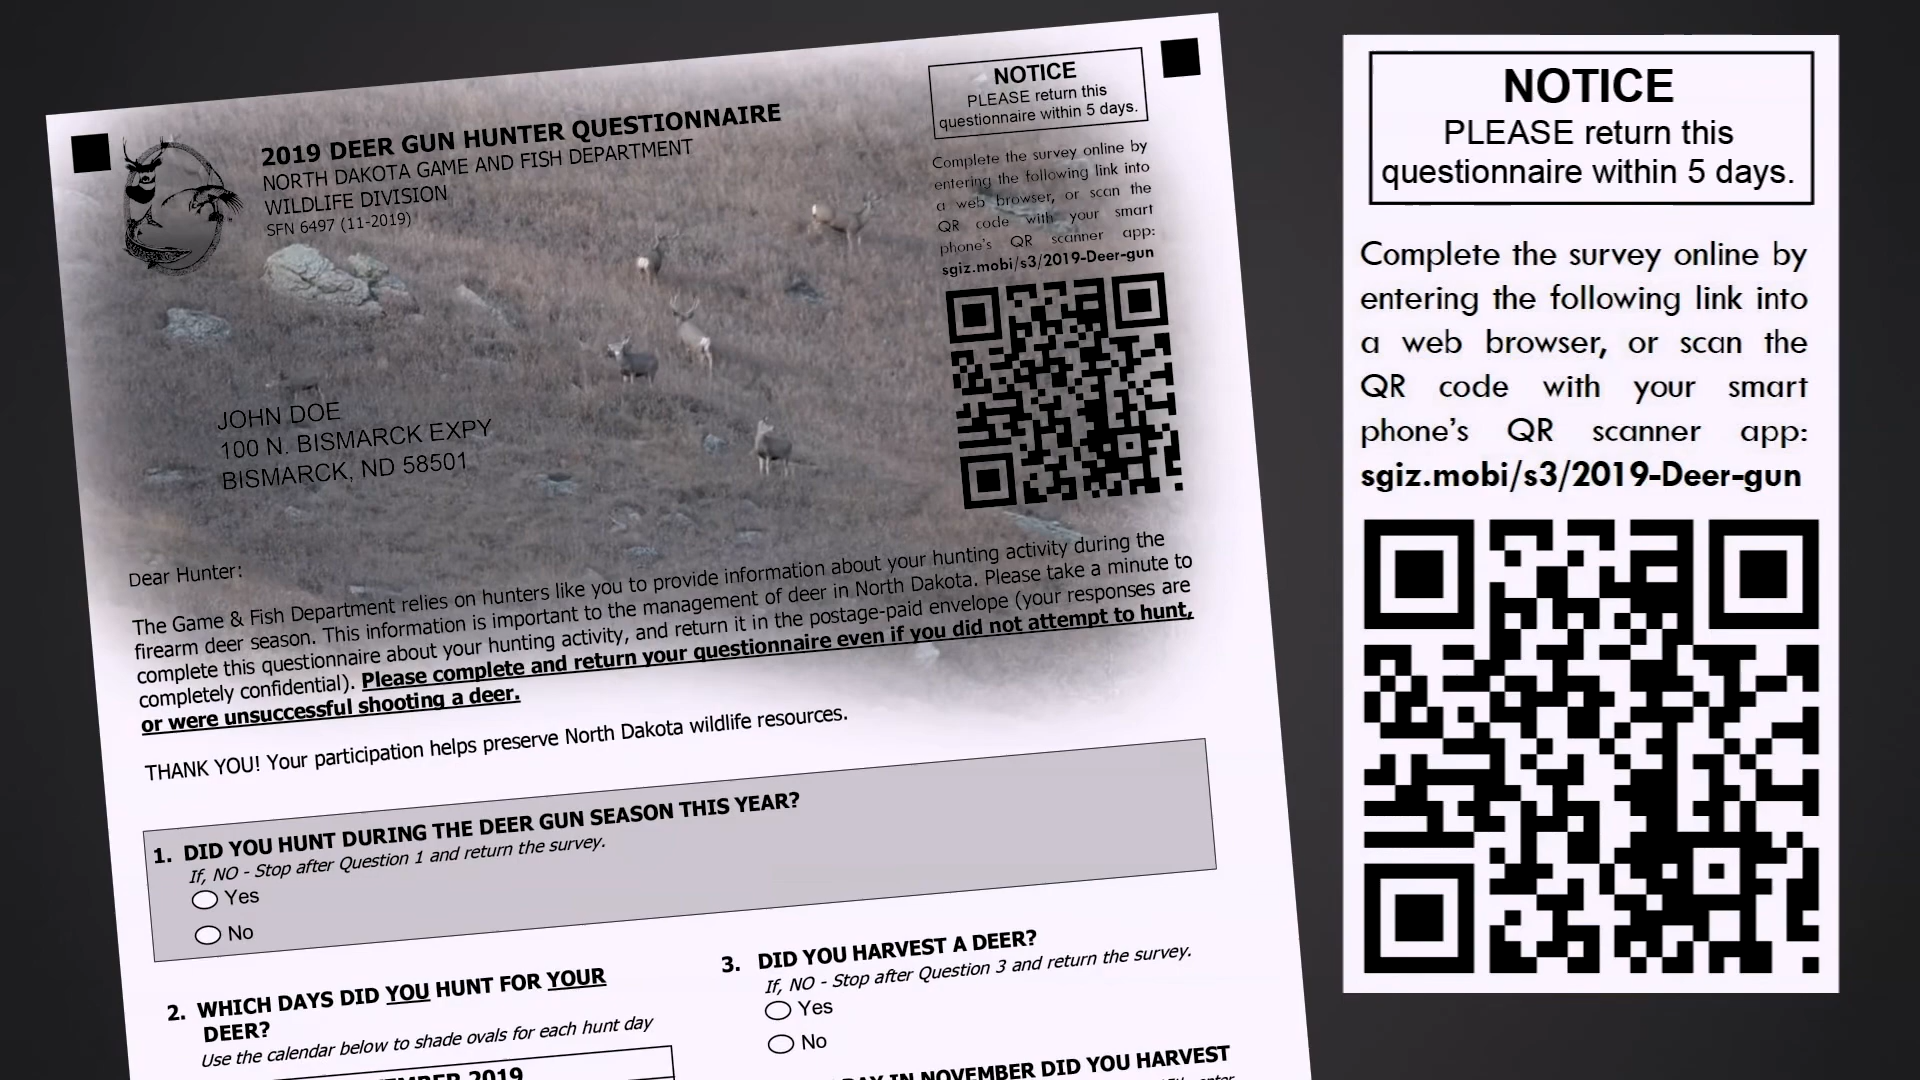 2019 DEER GUN HUNTER QUESTIONNAIRE
NORTH DAKOTA GAME AND FISH DEPARTMENT
WILDLIFE DIVISION
SFN 6497 (11-2019)
NOTICE
PLEASE return this
questionnaire within 5 days.
Complete the survey online by
entering the following link into
a web browser, or scan the
QR code with your smart
phone's QR scanner app:
sgiz.mobi/s3/2019-Deer-gun
JOHN DOE
100 N. BISMARCK EXPY
BISMARCK, ND 58501
Dear Hunter:
The Game & Fish Department relies on hunters like you to provide information about your hunting activity during the
firearm deer season. This information is important to the management of deer in North Dakota. Please take a minute to
complete this questionnaire about your hunting activity, and return it in the postage-paid envelope (your responses are
completely confidential). Please complete and return your questionnaire even if you did not attempt to hunt,
or were unsuccessful shooting a deer.
THANK YOU! Your participation helps preserve North Dakota wildlife resources.
1. DID YOU HUNT DURING THE DEER GUN SEASON THIS YEAR?
If, NO - Stop after Question 1 and return the survey.
Yes
No
2. WHICH DAYS DID YOU HUNT FOR YOUR
DEER?
Use the calendar below to shade ovals for each hunt day
2019
3. DID YOU HARVEST A DEER?
If, NO - Stop after Question 3 and return the survey.
Yes
No
IN NOVEMBER DID YOU HARVEST
NOTICE
PLEASE return this
questionnaire within 5 days.
Complete the survey online by
entering the following link into
a web browser, or scan the
QR code with your smart
phone's QR scanner app:
sgiz.mobi/s3/2019-Deer-gun